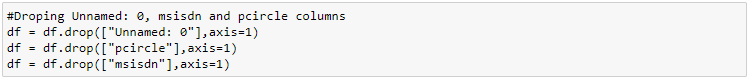 #Droping Unnamed: 0, msisdn and pcircle columns
df = df.drop(["Unnamed: 0"],axis=1)
df = df.drop(["pcircle"],axis=1)
df = df.drop(["msisdn"],axis=1)